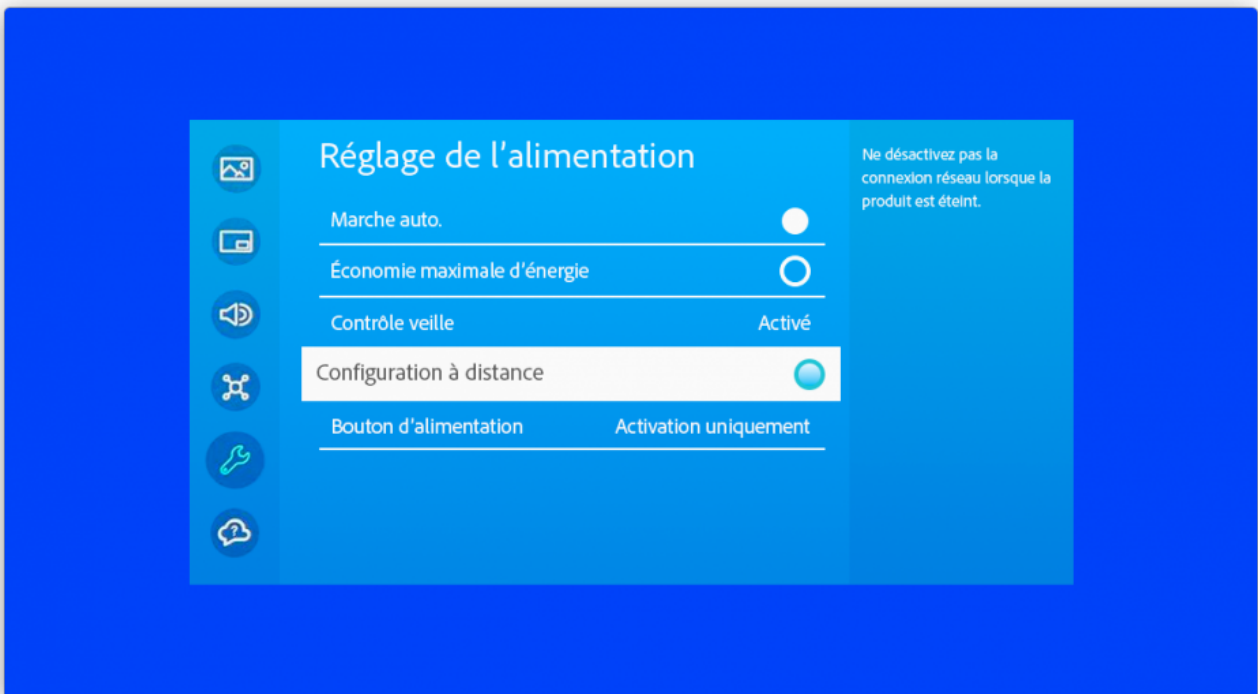 Réglage de l'alimentation
Marche auto.
Économie maximale d'énergie
Contrôle veille Activé
Configuration à distance
Bouton d'alimentation Activation uniquement
Ne désactivez pas la
connexion réseau lorsque la
produit est éteint.
?